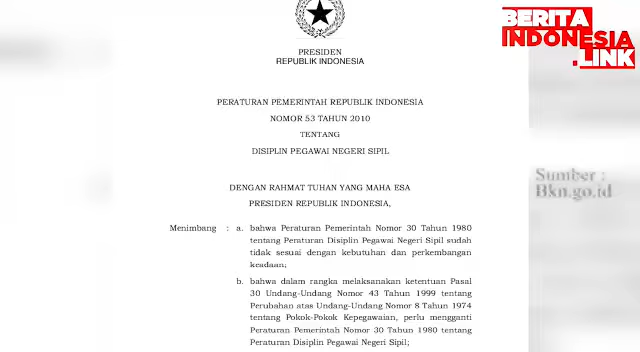 BERITA
INDONESIA
.LINK
PRESIDEN
REPUBLIK INDONESIA
PERATURAN PEMERINTAH REPUBLIK INDONESIA
NOMOR 53 TAHUN 2010
TENTANG
DISIPLIN PEGAWAI NEGERI SIPIL
DENGAN RAHMAT TUHAN YANG MAHA ESA
PRESIDEN REPUBLIK INDONESIA,
Menimbang : a. bahwa Peraturan Pemerintah Nomor 30 Tahun 1980
tentang Peraturan Disiplin Pegawai Negeri Sipil sudah
tidak sesuai dengan kebutuhan dan perkembangan
keadaan;
b. bahwa dalam rangka melaksanakan ketentuan Pasal
30 Undang-Undang Nomor 43 Tahun 1999 tentang
Perubahan atas Undang-Undang Nomor 8 Tahun 1974
tentang Pokok-Pokok Kepegawaian, perlu mengganti
Peraturan Pemerintah Nomor 30 Tahun 1980 tentang
Peraturan Disiplin Pegawai Negeri Sipil;
Sumber :
Bkn.go.id